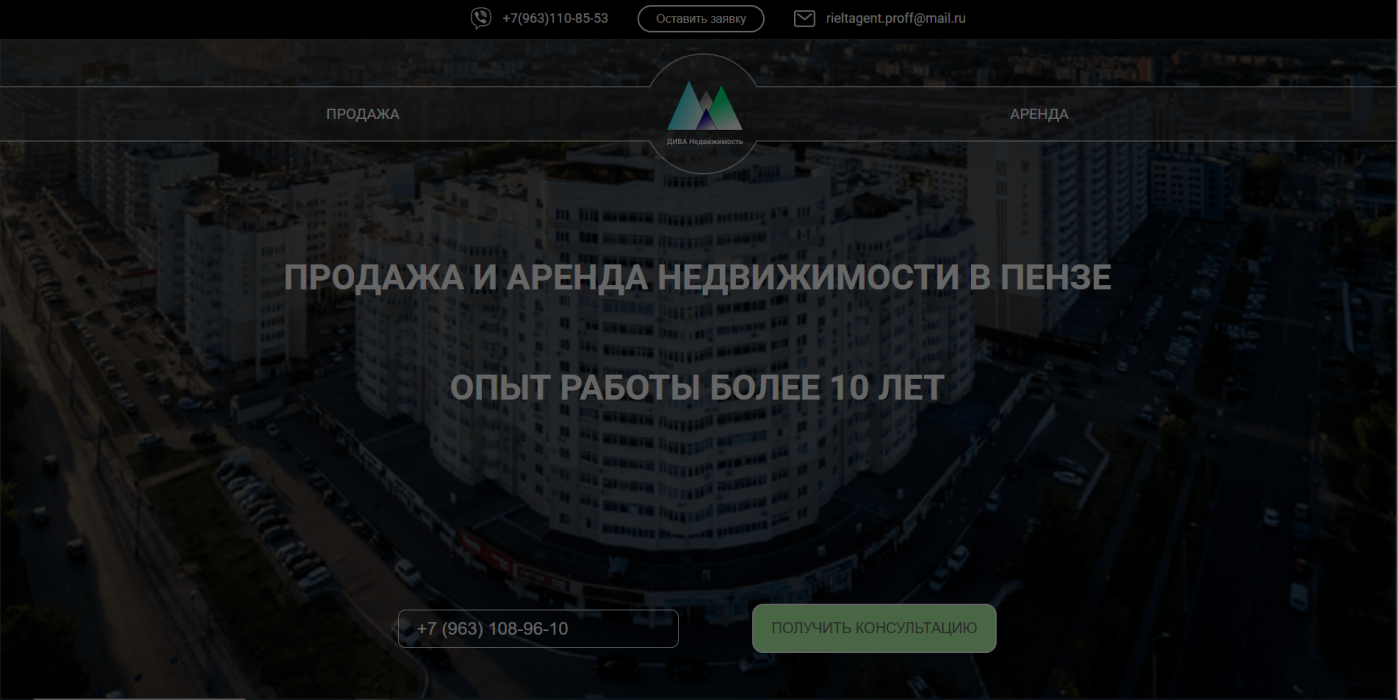 +7(963)110-85-53 Оставить заявку rieltagent.proff@mail.ru
ПРОДАЖА АРЕНДА
ДИВА Недвижимость
ПРОДАЖА И АРЕНДА НЕДВИЖИМОСТИ В ПЕНЗЕ
ОПЫТ РАБОТЫ БОЛЕЕ 10 ЛЕТ
+7 (963) 108-96-10 ПОЛУЧИТЬ КОНСУЛЬТАЦИЮ